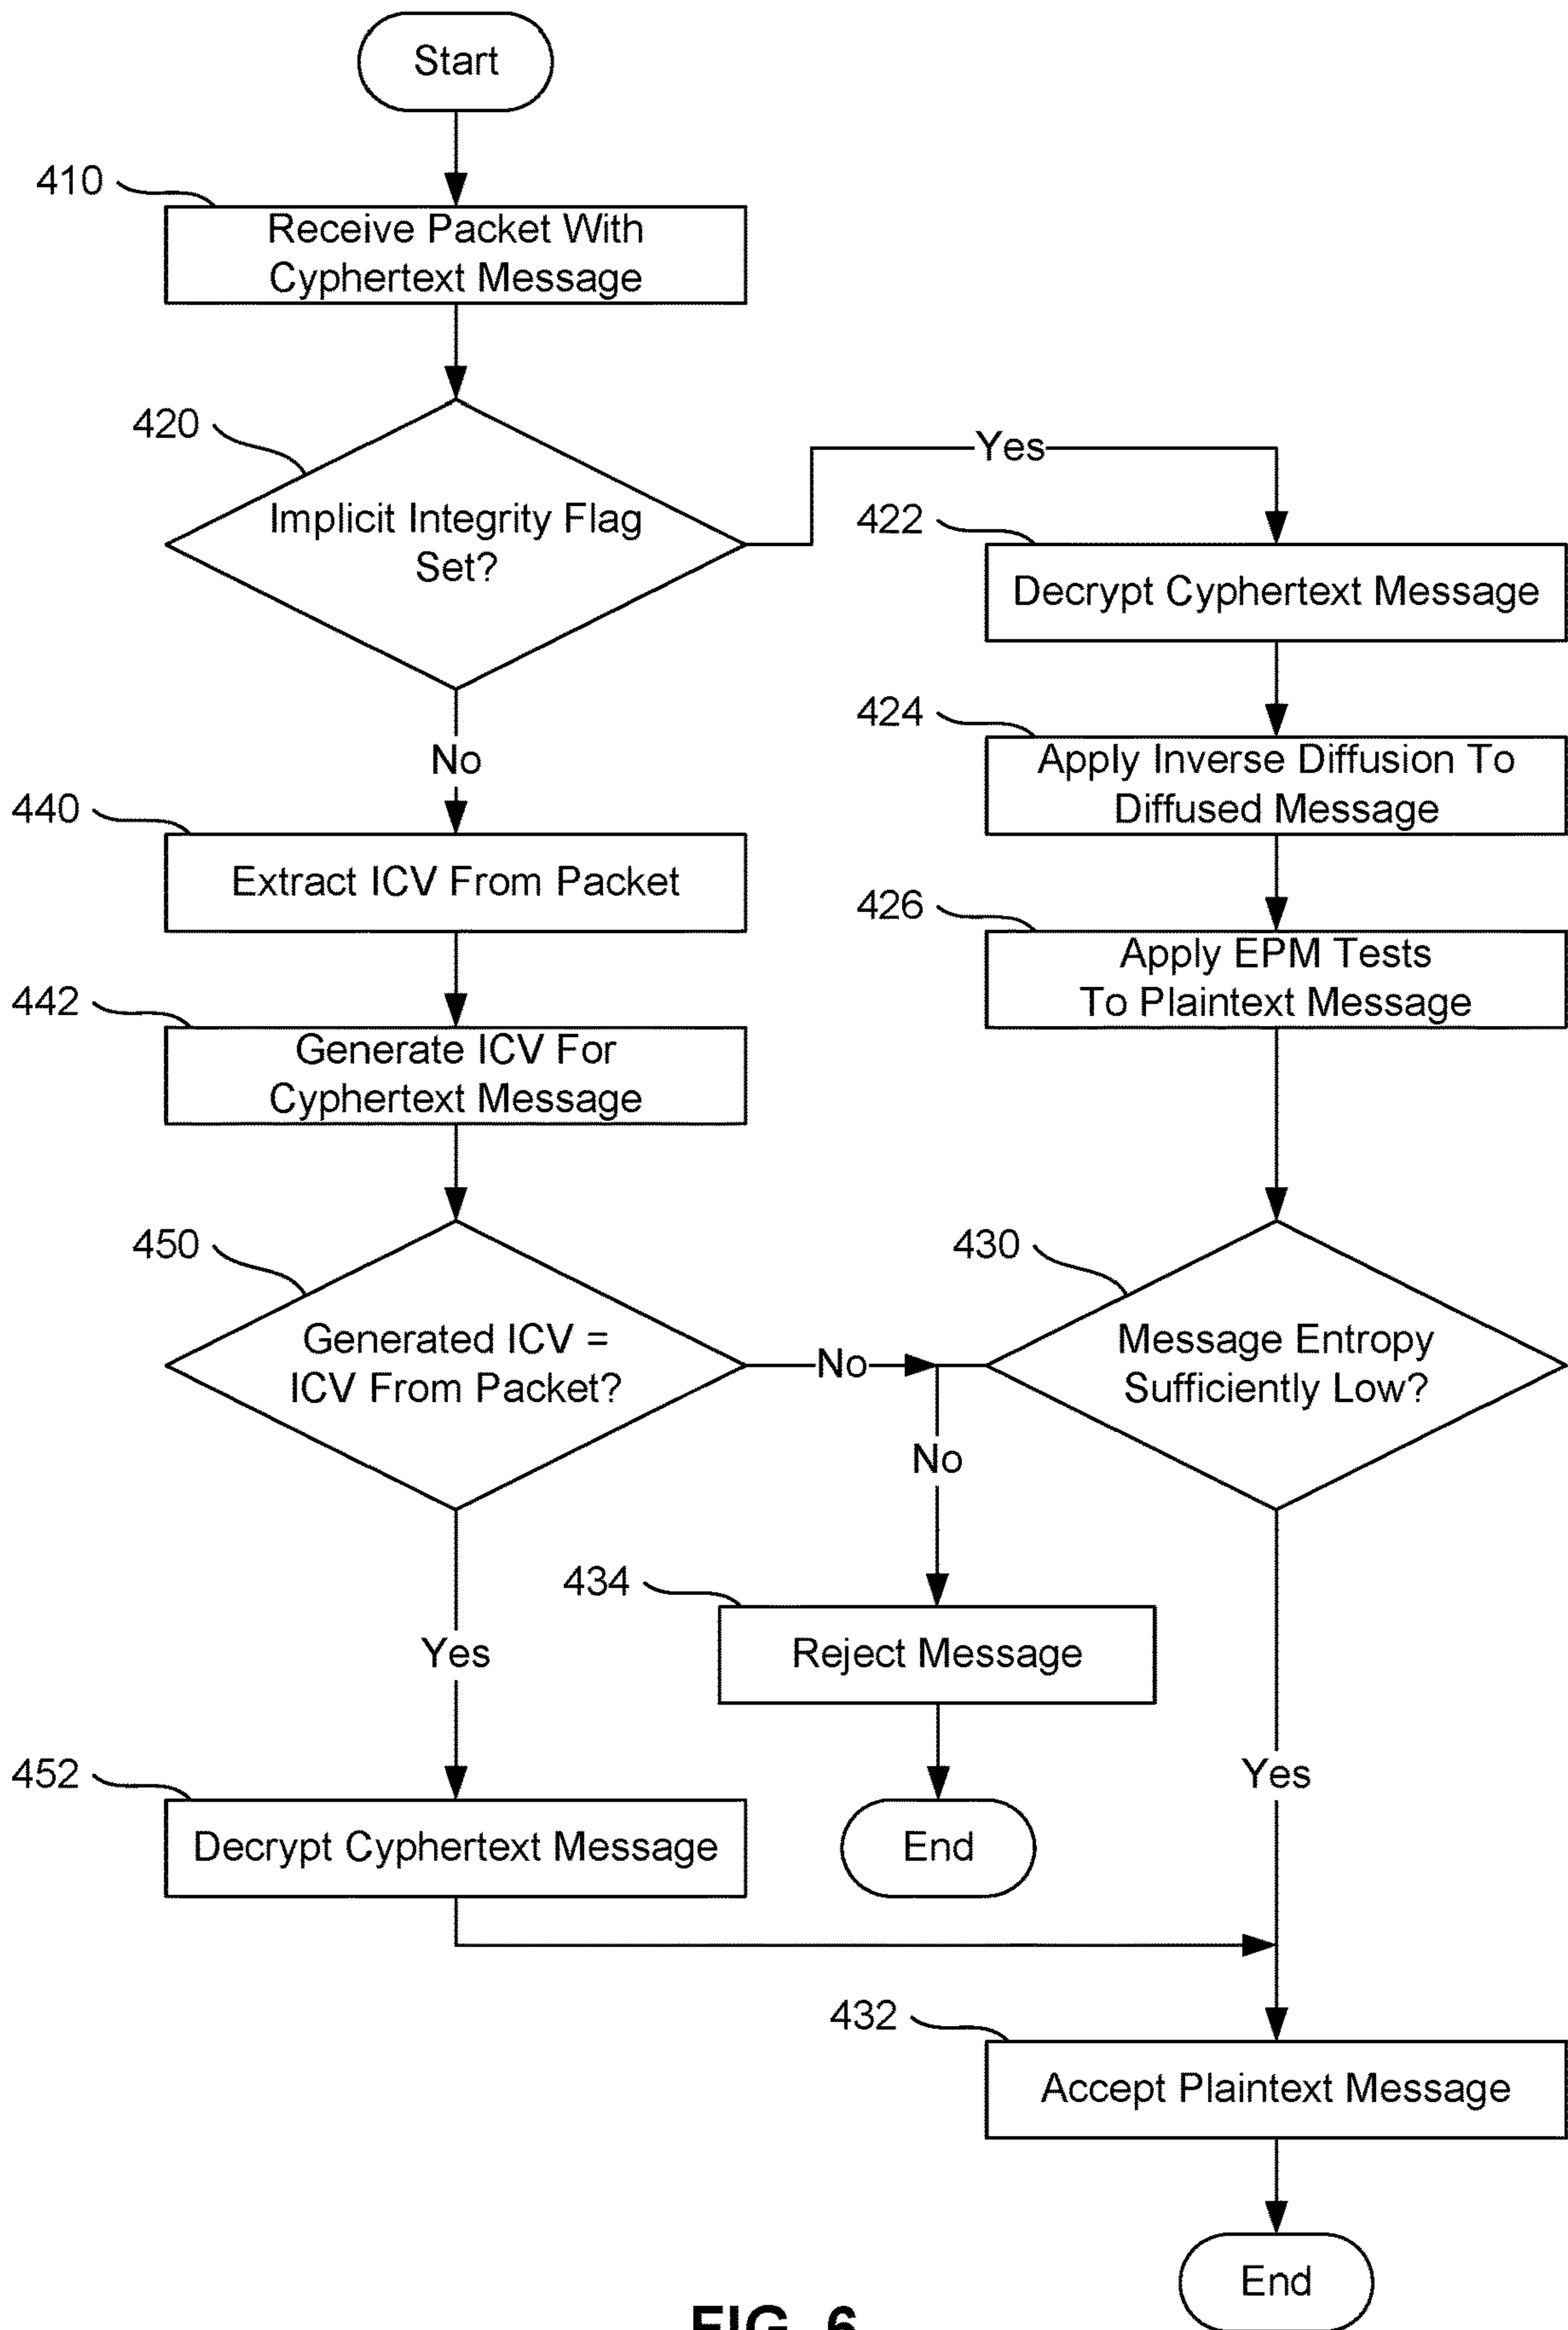 Start
410
Receive Packet With
Cyphertext Message
420
Implicit Integrity Flag
Set?
Yes
422
Decrypt Cyphertext Message
424
Apply Inverse Diffusion To
Diffused Message
No
440
Extract ICV From Packet
426
Apply EPM Tests
To Plaintext Message
442
Generate ICV For
Cyphertext Message
450
Generated ICV =
ICV From Packet?
No
430
Message Entropy
Sufficiently Low?
No
434
Reject Message
Yes
Yes
452
Decrypt Cyphertext Message
End
432
Accept Plaintext Message
End
FIG. 6